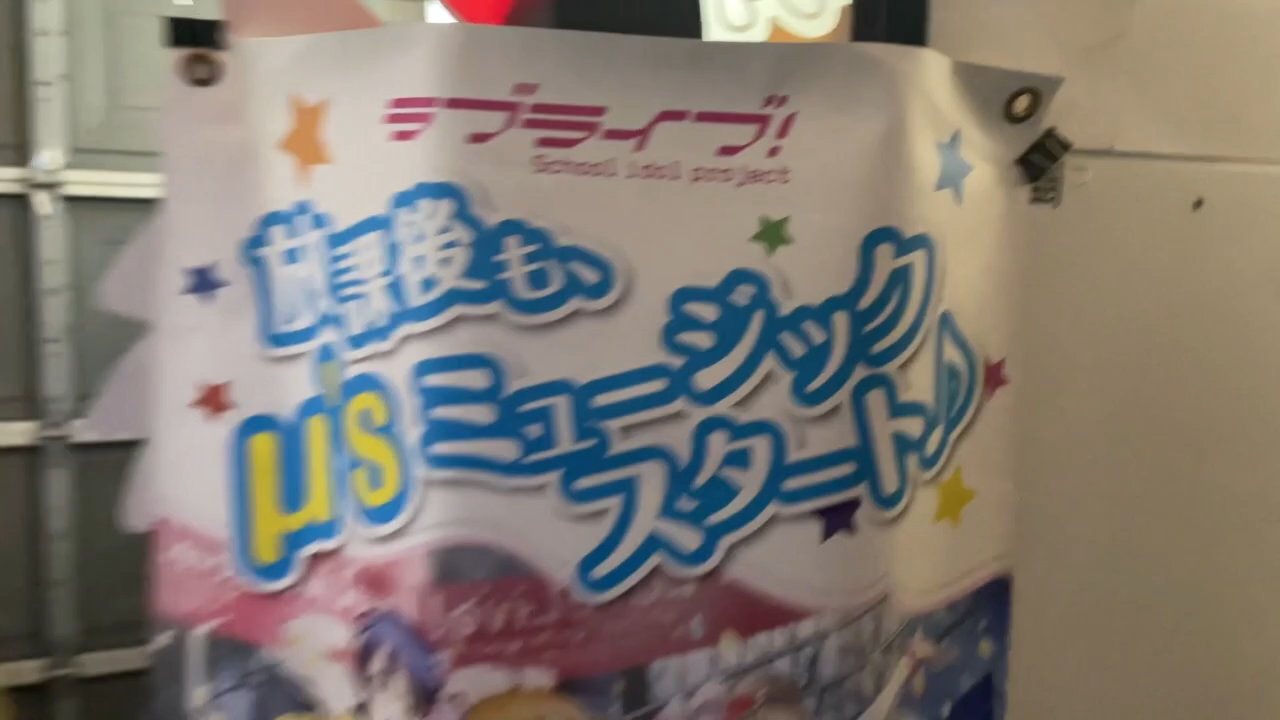 ラブライブ!
School idol project
放課後も、
μ'sミュージック
スタート♪